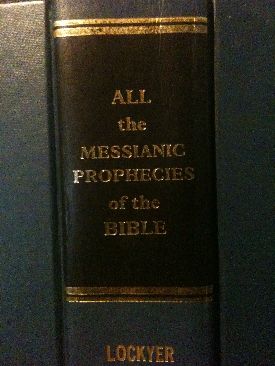 ALL
the
MESSIANIC
PROPHECIES
of the
BIBLE
LOCKYER